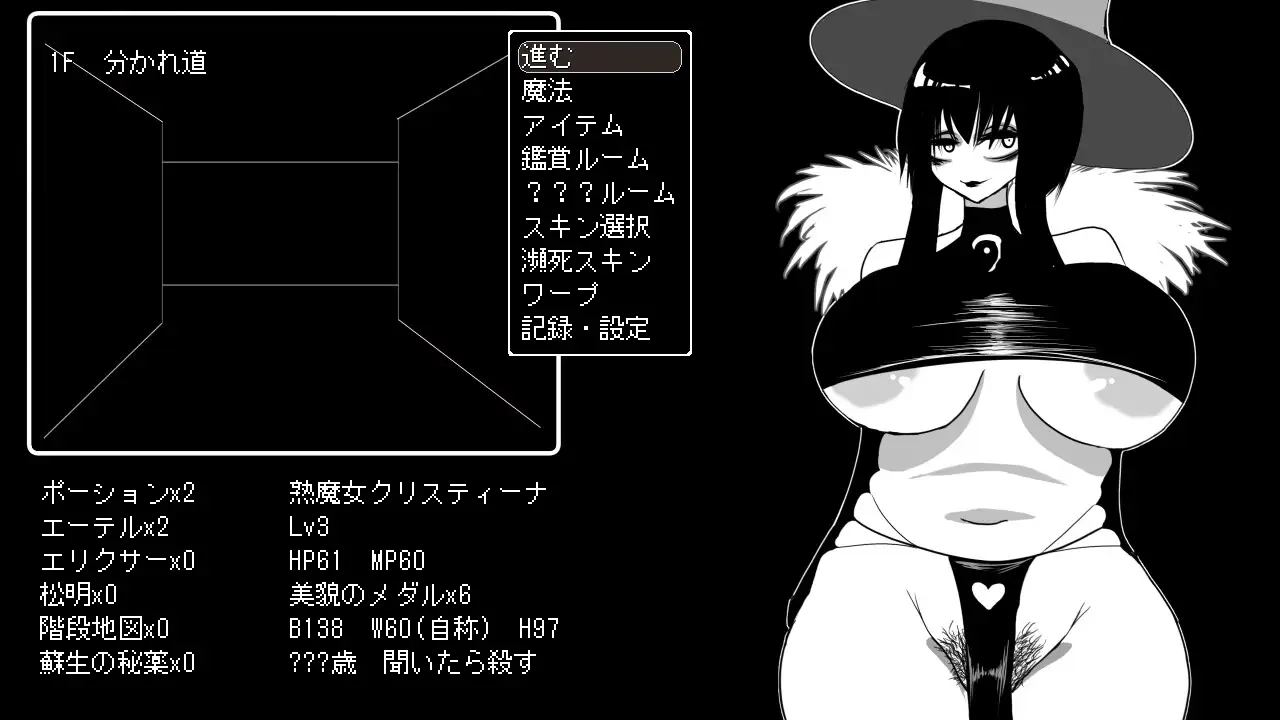 1F 分かれ道
進む
魔法
アイテム
鑑賞ルーム
???ルーム
スキン選択
瀕死スキン
ワープ
記録・設定
ポーションx2
エーテルx2
エリクサーx0
松明x0
階段地図x0
蘇生の秘薬x0
熟魔女クリスティーナ
Lv3
HP61 MP60
美貌のメダルx6
B138 W60(自称) H97
???歳 聞いたら殺す